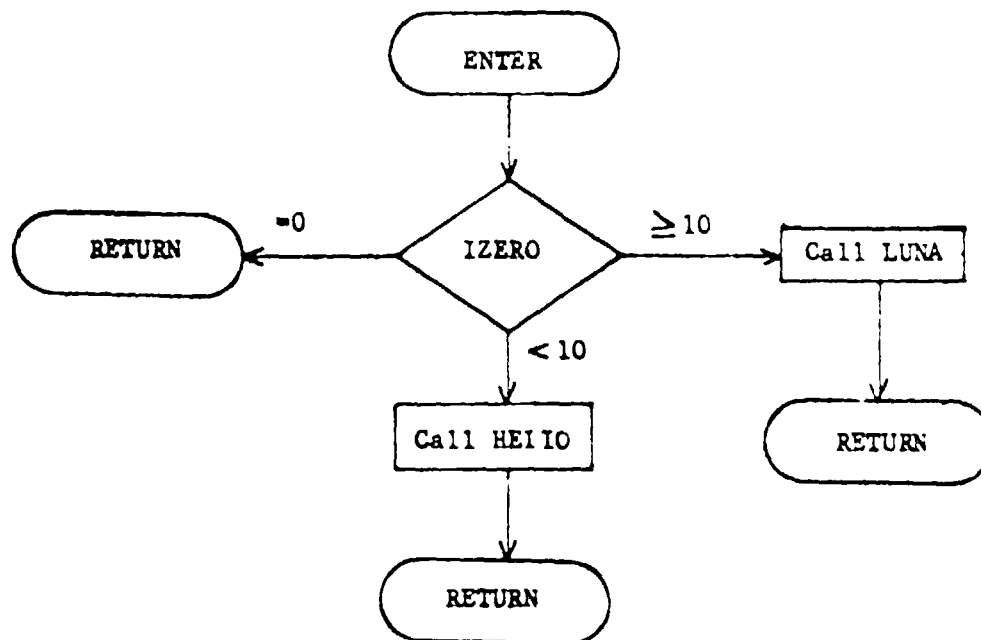 ENTER
=0
RETURN
IZERO
≥10
Call LUNA
<10
Call HELIO
RETURN
RETURN